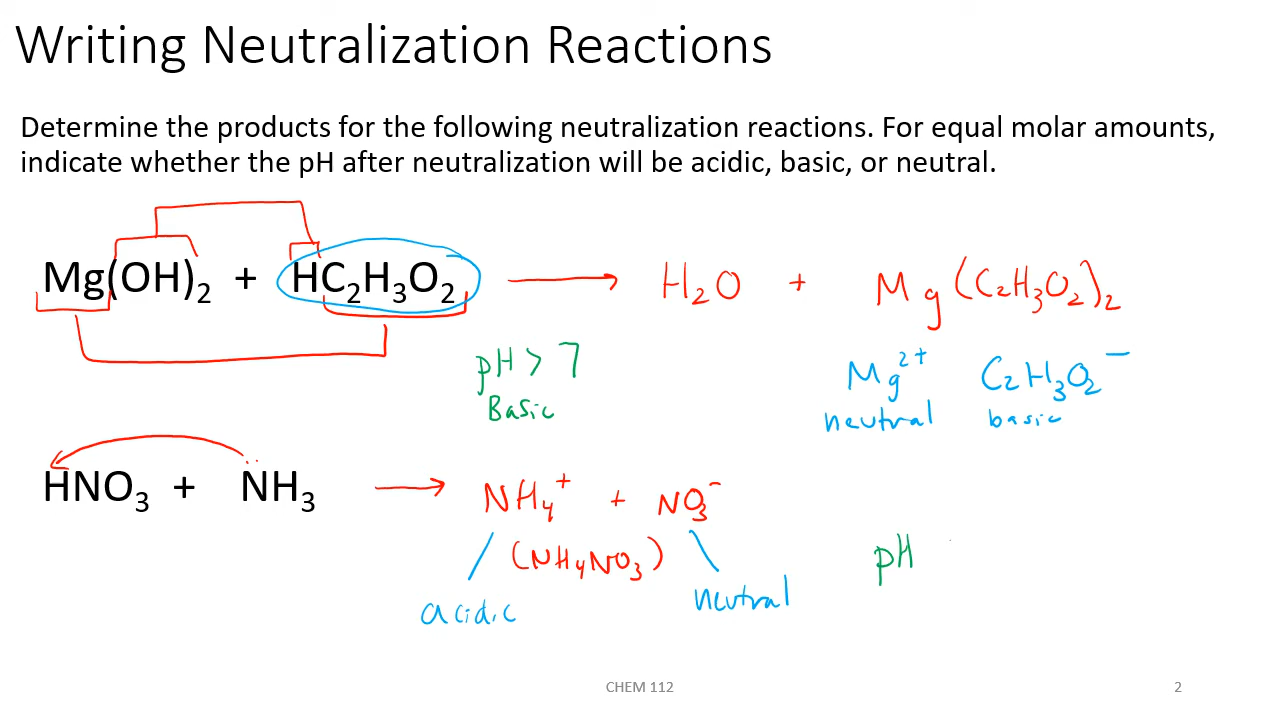 Writing Neutralization Reactions
Determine the products for the following neutralization reactions. For equal molar amounts,
indicate whether the pH after neutralization will be acidic, basic, or neutral.
Mg(OH)₂ + HC₂H₃O₂ → H₂O + Mg(C₂H₃O₂)₂
pH > 7
Basic
Mg²⁺ C₂H₃O₂⁻
neutral basic
HNO₃ + NH₃ → NH₄⁺ + NO₃⁻
(NH₄NO₃)
acidic neutral
pH
CHEM 112
2